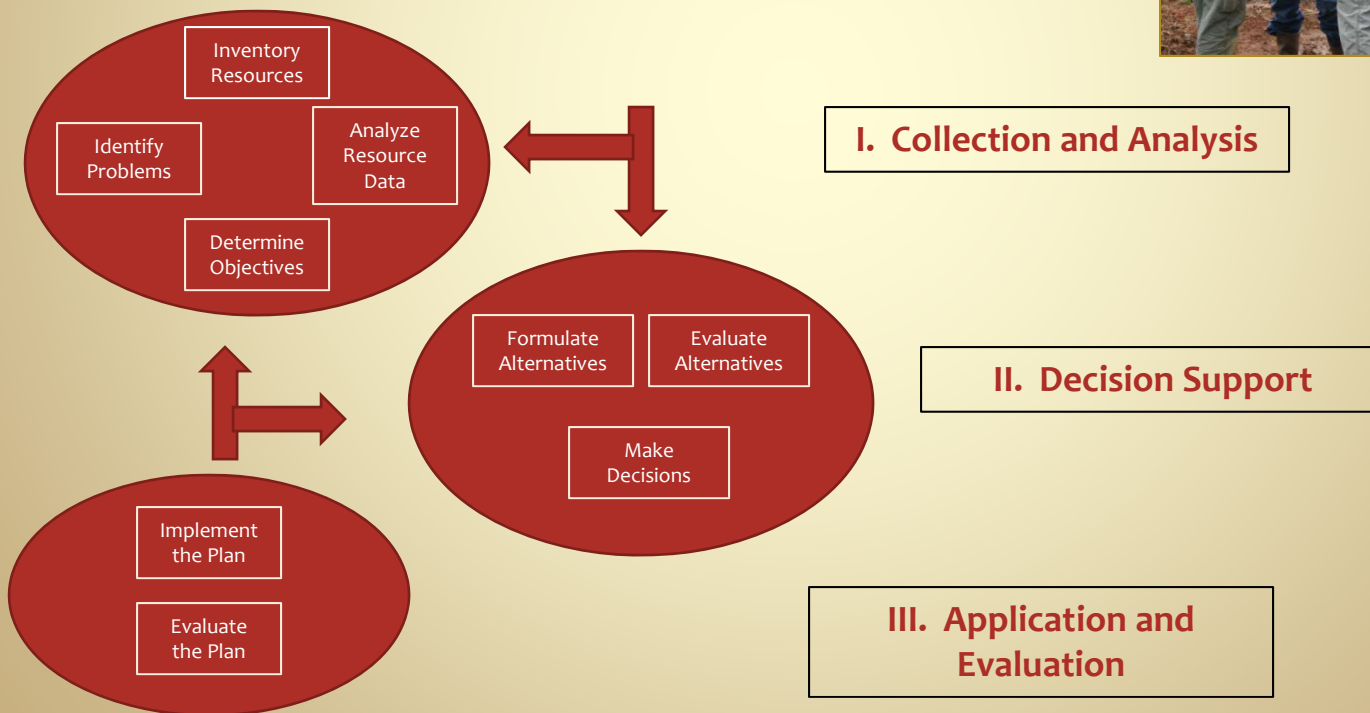 Inventory
Resources
Identify
Problems
Analyze
Resource
Data
Determine
Objectives
I. Collection and Analysis
Formulate
Alternatives
Evaluate
Alternatives
Make
Decisions
II. Decision Support
Implement
the Plan
Evaluate
the Plan
III. Application and
Evaluation